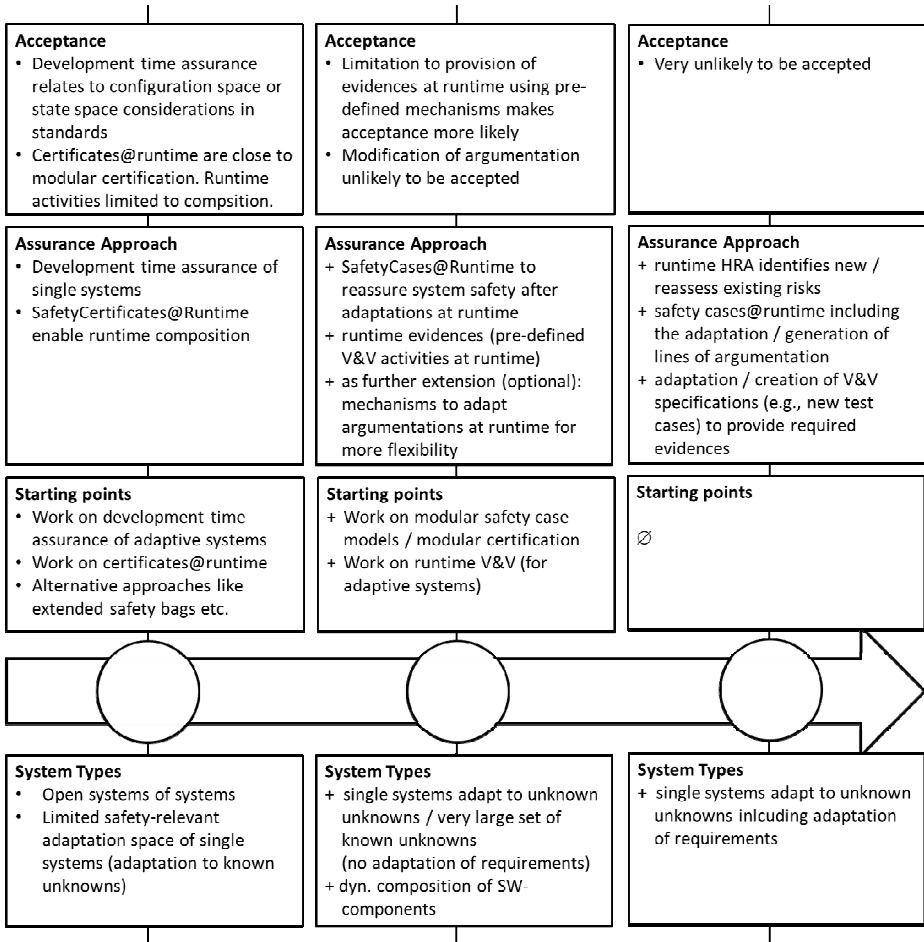 Acceptance
• Development time assurance
relates to configuration space or
state space considerations in
standards
• Certificates@runtime are close to
modular certification. Runtime
activities limited to compsition.
Acceptance
• Limitation to provision of
evidences at runtime using pre-
defined mechanisms makes
acceptance more likely
• Modification of argumentation
unlikely to be accepted
Acceptance
• Very unlikely to be accepted
Assurance Approach
• Development time assurance of
single systems
• SafetyCertificates@Runtime
enable runtime composition
Assurance Approach
+ SafetyCases@Runtime to
reassure system safety after
adaptations at runtime
+ runtime evidences (pre-defined
V&V activities at runtime)
+ as further extension (optional):
mechanisms to adapt
argumentations at runtime for
more flexibility
Assurance Approach
+ runtime HRA identifies new /
reassess existing risks
+ safety cases@runtime including
the adaptation / generation of
lines of argumentation
+ adaptation / creation of V&V
specifications (e.g., new test
cases) to provide required
evidences
Starting points
• Work on development time
assurance of adaptive systems
• Work on certificates@runtime
• Alternative approaches like
extended safety bags etc.
Starting points
+ Work on modular safety case
models / modular certification
+ Work on runtime V&V (for
adaptive systems)
Starting points
∅
System Types
• Open systems of systems
• Limited safety-relevant
adaptation space of single
systems (adaptation to known
unknowns)
System Types
+ single systems adapt to unknown
unknowns / very large set of
known unknowns
(no adaptation of requirements)
+ dyn. composition of SW-
components
System Types
+ single systems adapt to unknown
unknowns inlcuding adaptation
of requirements